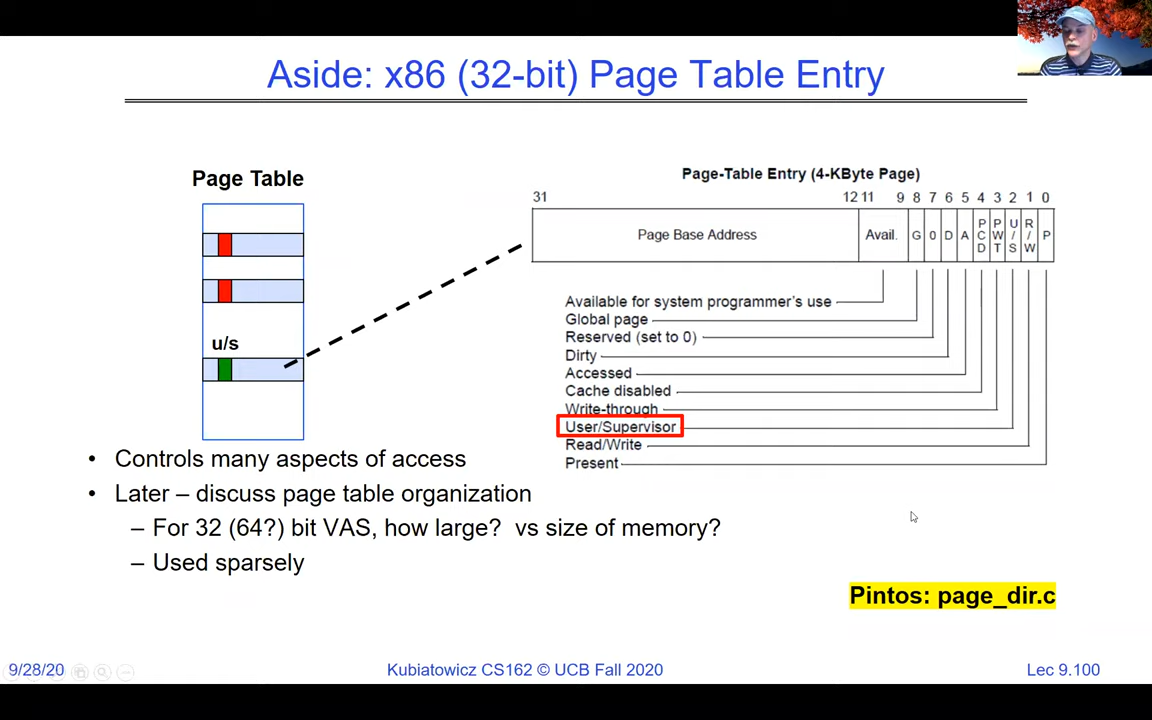 Aside: x86 (32-bit) Page Table Entry
Page Table
u/s
Page-Table Entry (4-KByte Page)
31 12 11 9 8 7 6 5 4 3 2 1 0
Page Base Address Avail. G 0 D A PCD PWT U/S R/W P
Available for system programmer's use
Global page
Reserved (set to 0)
Dirty
Accessed
Cache disabled
Write-through
User/Supervisor
Read/Write
Present
• Controls many aspects of access
• Later – discuss page table organization
– For 32 (64?) bit VAS, how large? vs size of memory?
– Used sparsely
Pintos: page_dir.c
9/28/20 Kubiatowicz CS162 © UCB Fall 2020 Lec 9.100